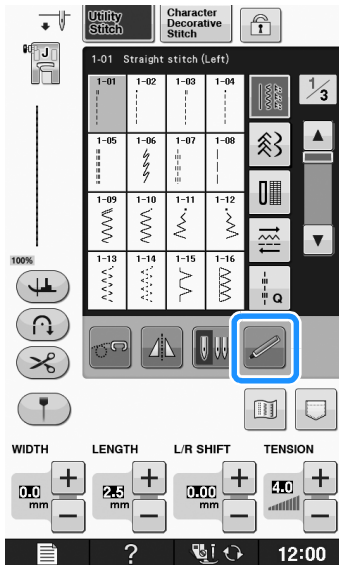 Utility
Stitch
Character
Decorative
Stitch
J
1-01 Straight stitch (Left)
1/3
1-01 1-02 1-03 1-04
1-05 1-06 1-07 1-08
1-09 1-10 1-11 1-12
1-13 1-14 1-15 1-16
Q
100%
WIDTH LENGTH L/R SHIFT TENSION
0.0 mm
2.5 mm
0.00 mm
4.0
+ + + +
− − − −
? 12:00